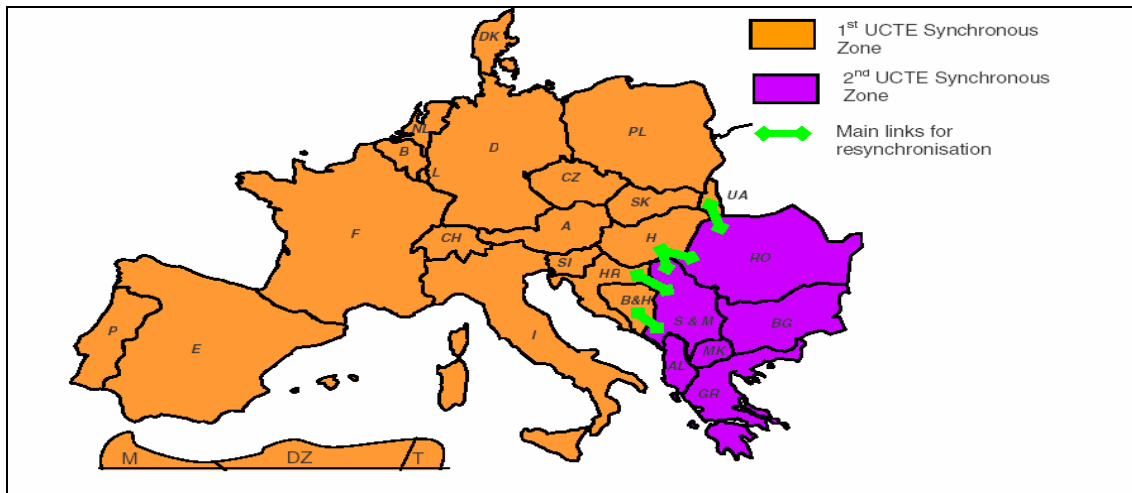 DK
1st UCTE Synchronous
Zone
2nd UCTE Synchronous
Zone
Main links for
resynchronisation
NL
PL
B
D
L
CZ
UA
SK
A
F
CH
H
SI
HR
RO
B&H
P
S & M
BG
E
I
MK
AL
GR
M
DZ
T